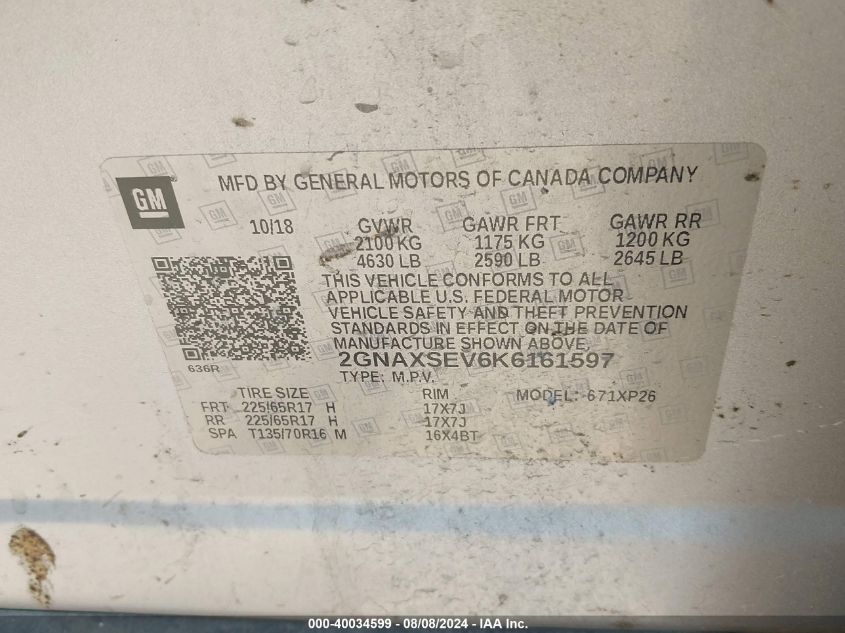 GM
MFD BY GENERAL MOTORS OF CANADA COMPANY
10/18 GVWR GAWR FRT GAWR RR
2100 KG 1175 KG 1200 KG
4630 LB 2590 LB 2645 LB
THIS VEHICLE CONFORMS TO ALL
APPLICABLE U.S. FEDERAL MOTOR
VEHICLE SAFETY AND THEFT PREVENTION
STANDARDS IN EFFECT ON THE DATE OF
MANUFACTURE SHOWN ABOVE.
636R
2GNAXSEV6K6161597
TYPE: M.P.V.
TIRE SIZE RIM MODEL: 671XP26
FRT 225/65R17 H 17X7J
RR 225/65R17 H 17X7J
SPA T135/70R16 M 16X4BT
000-40034599 - 08/08/2024 - IAA Inc.